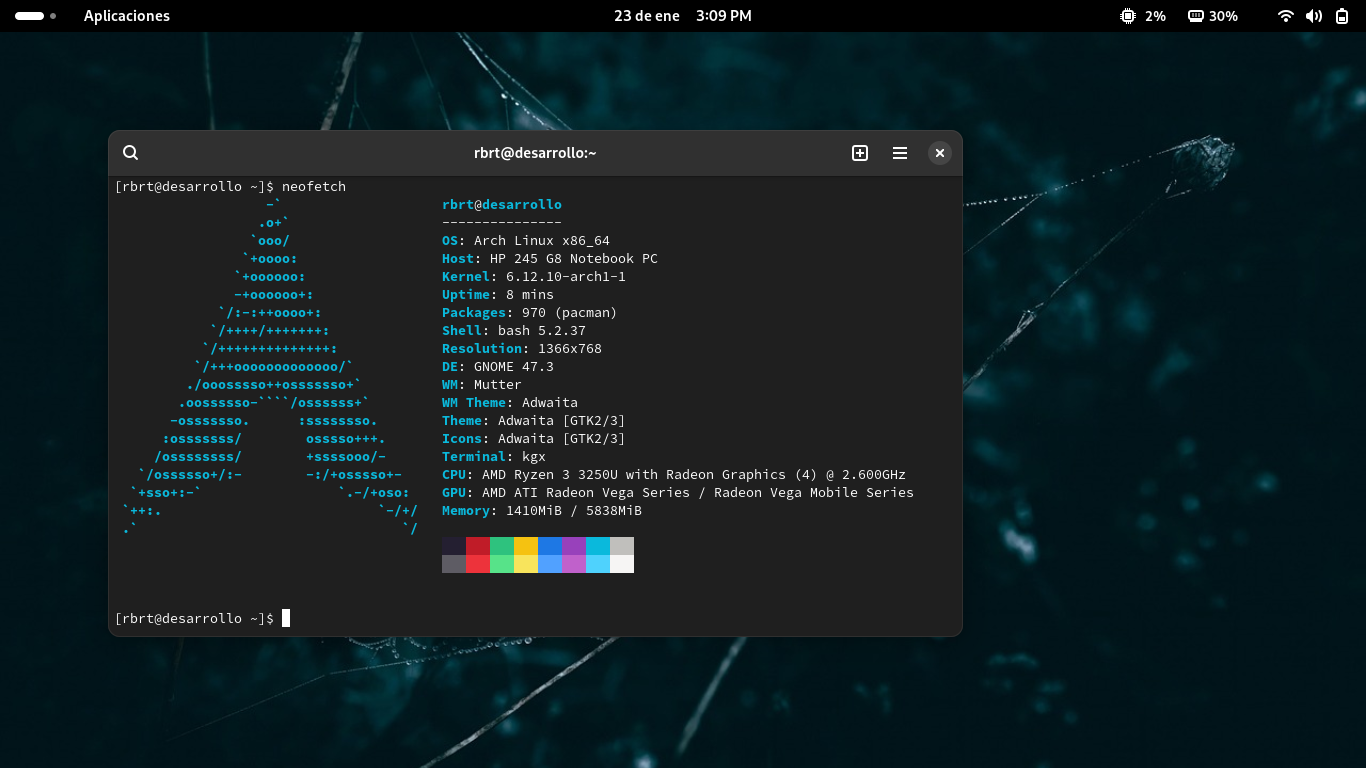 Aplicaciones
23 de ene 3:09 PM
2% 30%
rbrt@desarrollo:~
[rbrt@desarrollo ~]$ neofetch
-`
.o+`
`ooo/
`+oooo:
`+oooooo:
-+oooooo+:
`/:-:++oooo+:
`/++++/+++++++:
`/++++++++++++++:
`/+++ooooooooooooo/`
./ooosssso++osssssso+`
.oossssso-````/ossssss+`
-osssssso. :ssssssso.
:osssssss/ osssso+++.
/ossssssss/ +ssssooo/-
`/ossssso+/:- -:/+osssso+-
`+sso+:-` `.-/+oso:
`++:. `-/+/
.` `/
rbrt@desarrollo
---------------
OS: Arch Linux x86_64
Host: HP 245 G8 Notebook PC
Kernel: 6.12.10-arch1-1
Uptime: 8 mins
Packages: 970 (pacman)
Shell: bash 5.2.37
Resolution: 1366x768
DE: GNOME 47.3
WM: Mutter
WM Theme: Adwaita
Theme: Adwaita [GTK2/3]
Icons: Adwaita [GTK2/3]
Terminal: kgx
CPU: AMD Ryzen 3 3250U with Radeon Graphics (4) @ 2.600GHz
GPU: AMD ATI Radeon Vega Series / Radeon Vega Mobile Series
Memory: 1410MiB / 5838MiB
[rbrt@desarrollo ~]$